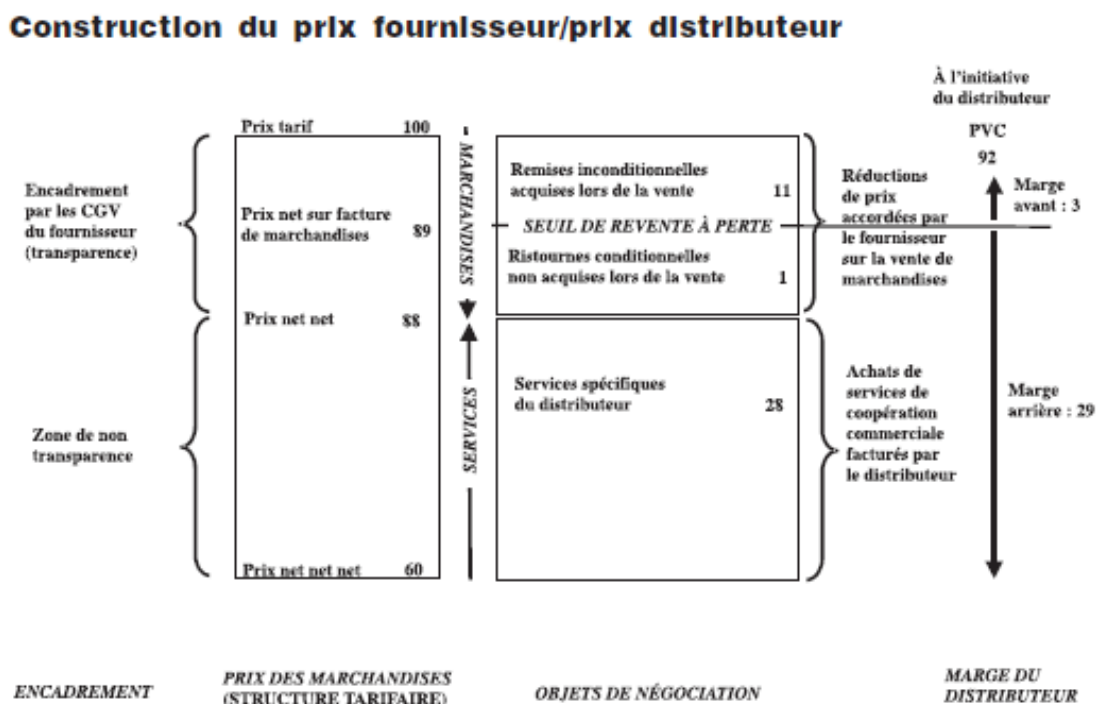 Construction du prix fournisseur/prix distributeur
À l'initiative
du distributeur
PVC
92
Marge
avant : 3
Prix tarif 100
MARCHANDISES
Remises inconditionnelles
acquises lors de la vente 11
Encadrement
par les CGV
du fournisseur
(transparence)
Prix net sur facture
de marchandises 89
SEUIL DE REVENTE À PERTE
Réductions
de prix
accordées par
le fournisseur
sur la vente de
marchandises
Ristournes conditionnelles
non acquises lors de la vente 1
Prix net net 88
SERVICES
Services spécifiques
du distributeur 28
Achats de
services de
coopération
commerciale
facturés par
le distributeur
Marge
arrière : 29
Zone de non
transparence
Prix net net net 60
ENCADREMENT
PRIX DES MARCHANDISES
(STRUCTURE TARIFAIRE)
OBJETS DE NÉGOCIATION
MARGE DU
DISTRIBUTEUR